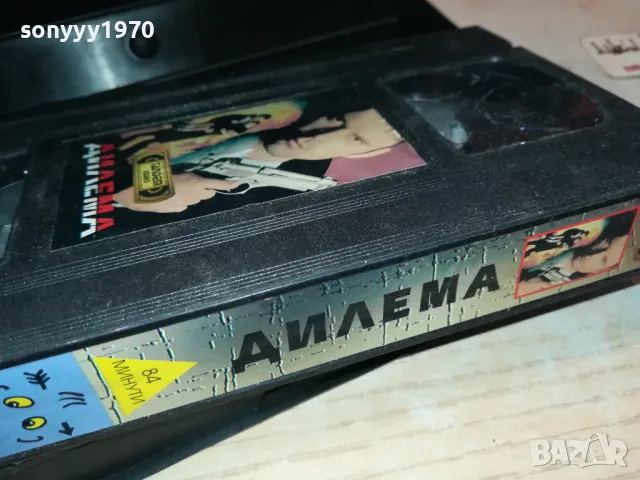 sonyyy1970
ДИЛЕМА
ДИЛЕМА
84
МИНУТИ
BAZAR